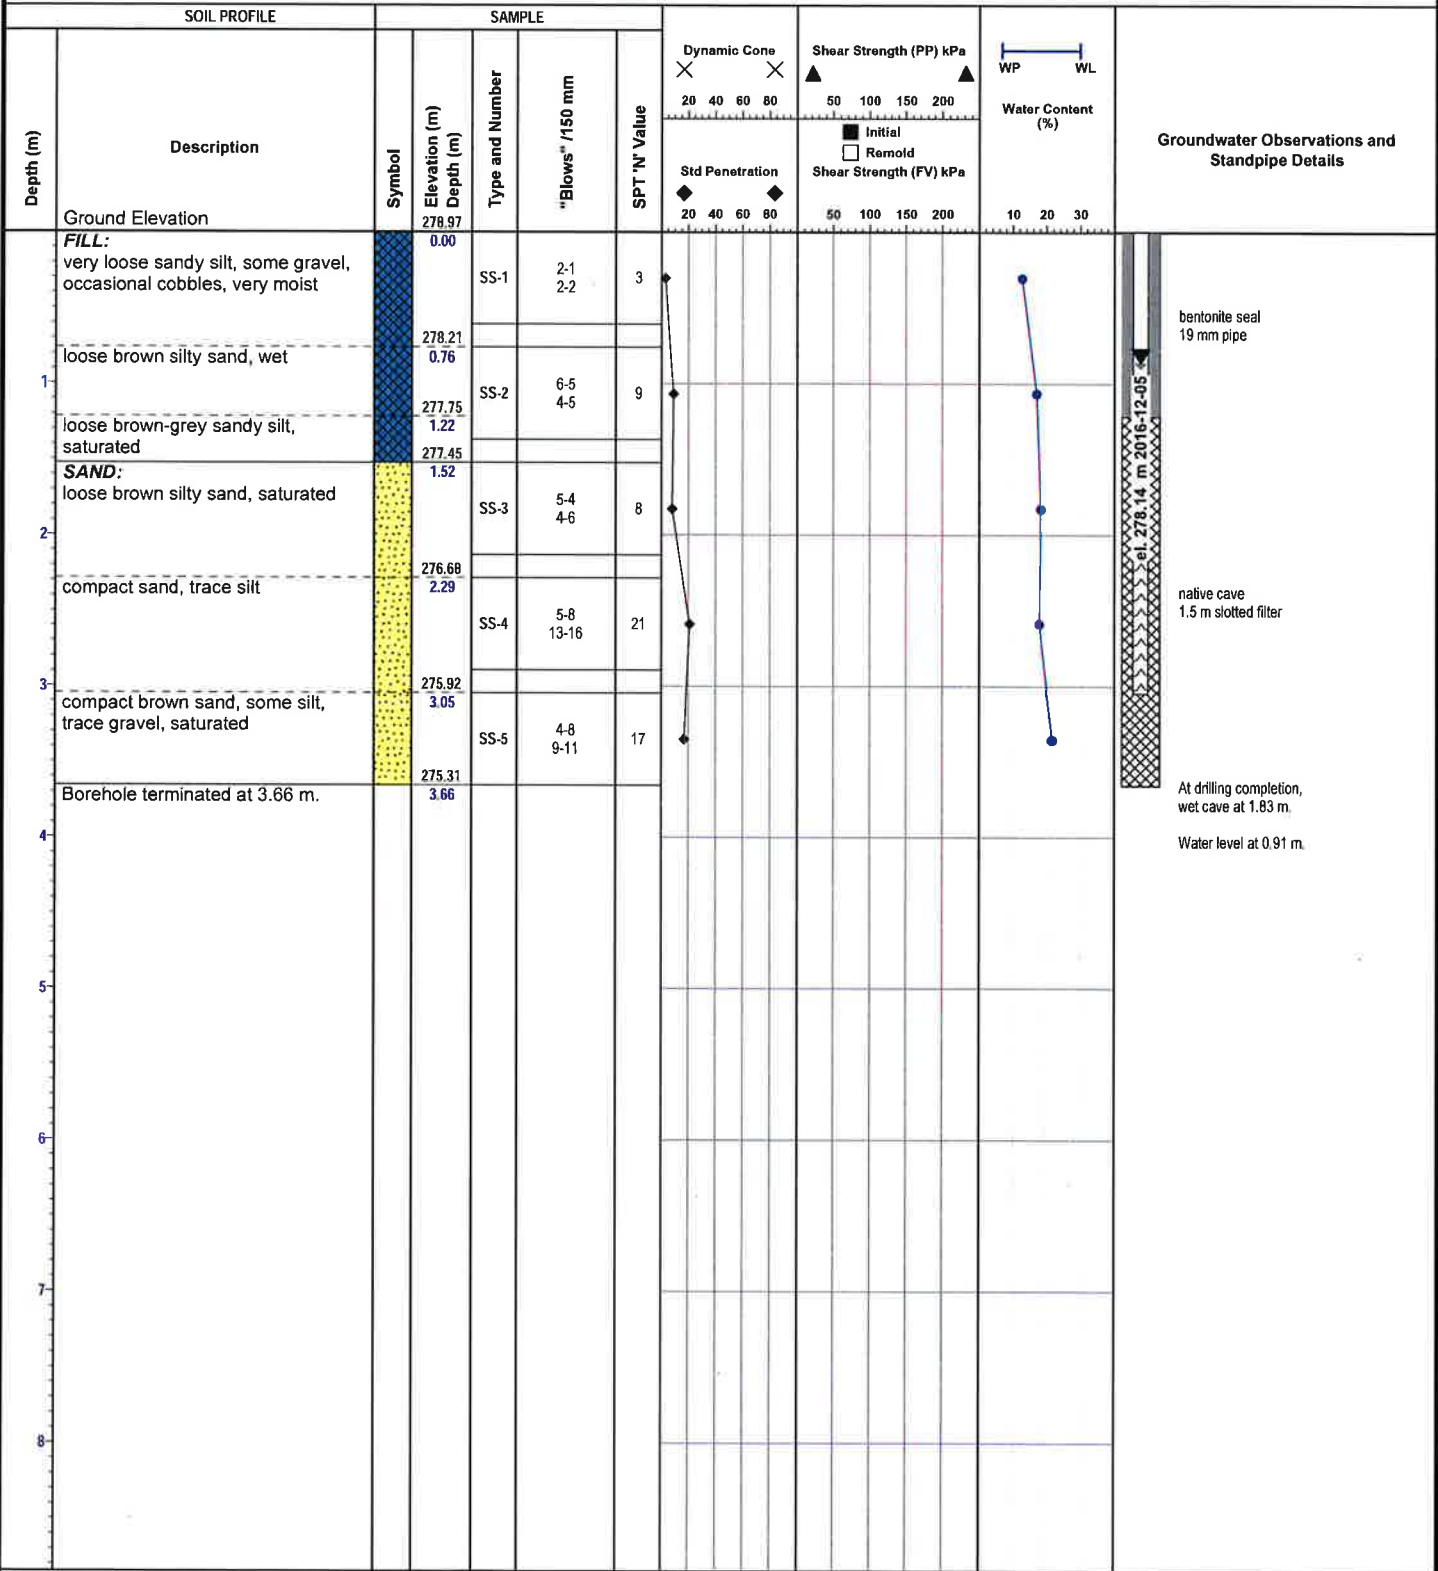 SOIL PROFILE
SAMPLE
Depth (m)
Description
Symbol
Elevation (m)
Depth (m)
Type and Number
"Blows" /150 mm
SPT 'N' Value
Dynamic Cone
20 40 60 80
Std Penetration
20 40 60 80
Shear Strength (PP) kPa
50 100 150 200
Initial
Remold
Shear Strength (FV) kPa
50 100 150 200
WP WL
Water Content
(%)
10 20 30
Groundwater Observations and
Standpipe Details
Ground Elevation
278.97
FILL:
0.00
very loose sandy silt, some gravel,
occasional cobbles, very moist
SS-1
2-1
2-2
3
278.21
loose brown silty sand, wet
0.76
1
SS-2
6-5
4-5
9
277.75
loose brown-grey sandy silt,
saturated
1.22
277.45
SAND:
1.52
loose brown silty sand, saturated
SS-3
5-4
4-6
8
2
276.68
compact sand, trace silt
2.29
SS-4
5-8
13-16
21
3
275.92
compact brown sand, some silt,
trace gravel, saturated
3.05
SS-5
4-8
9-11
17
275.31
Borehole terminated at 3.66 m.
3.66
4
5
6
7
8
bentonite seal
19 mm pipe
el. 278.14 m 2016-12-05
native cave
1.5 m slotted filter
At drilling completion,
wet cave at 1.83 m.
Water level at 0.91 m.